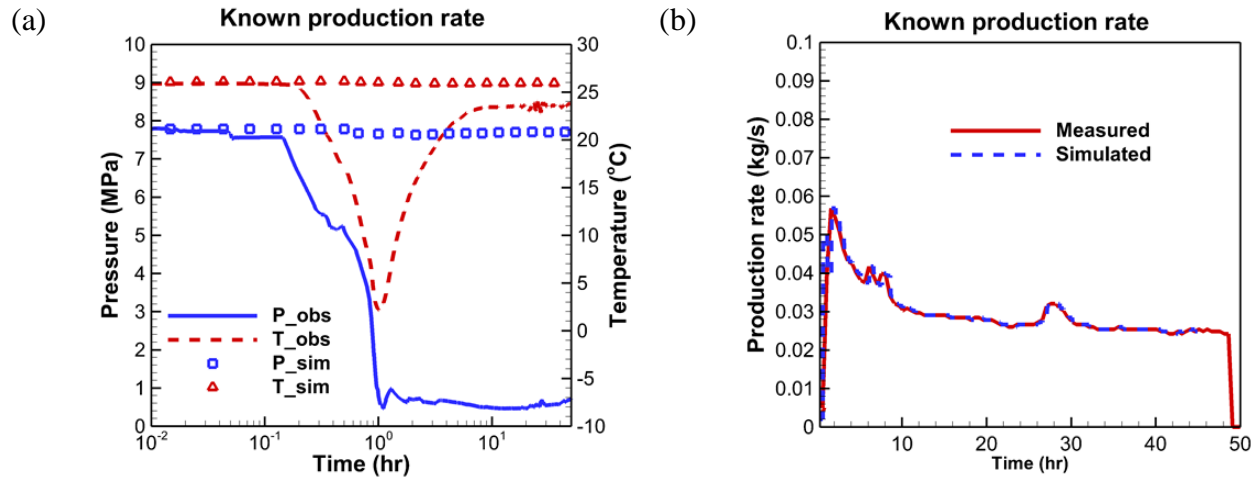 (a)
Known production rate
10
9
8
7
6
5
4
3
2
1
0
Pressure (MPa)
30
25
20
15
10
5
0
-5
-10
Temperature (°C)
P_obs
T_obs
P_sim
T_sim
10-2
10-1
100
101
Time (hr)
(b)
Known production rate
0.1
0.09
0.08
0.07
0.06
0.05
0.04
0.03
0.02
0.01
0
Production rate (kg/s)
Measured
Simulated
10
20
30
40
50
Time (hr)